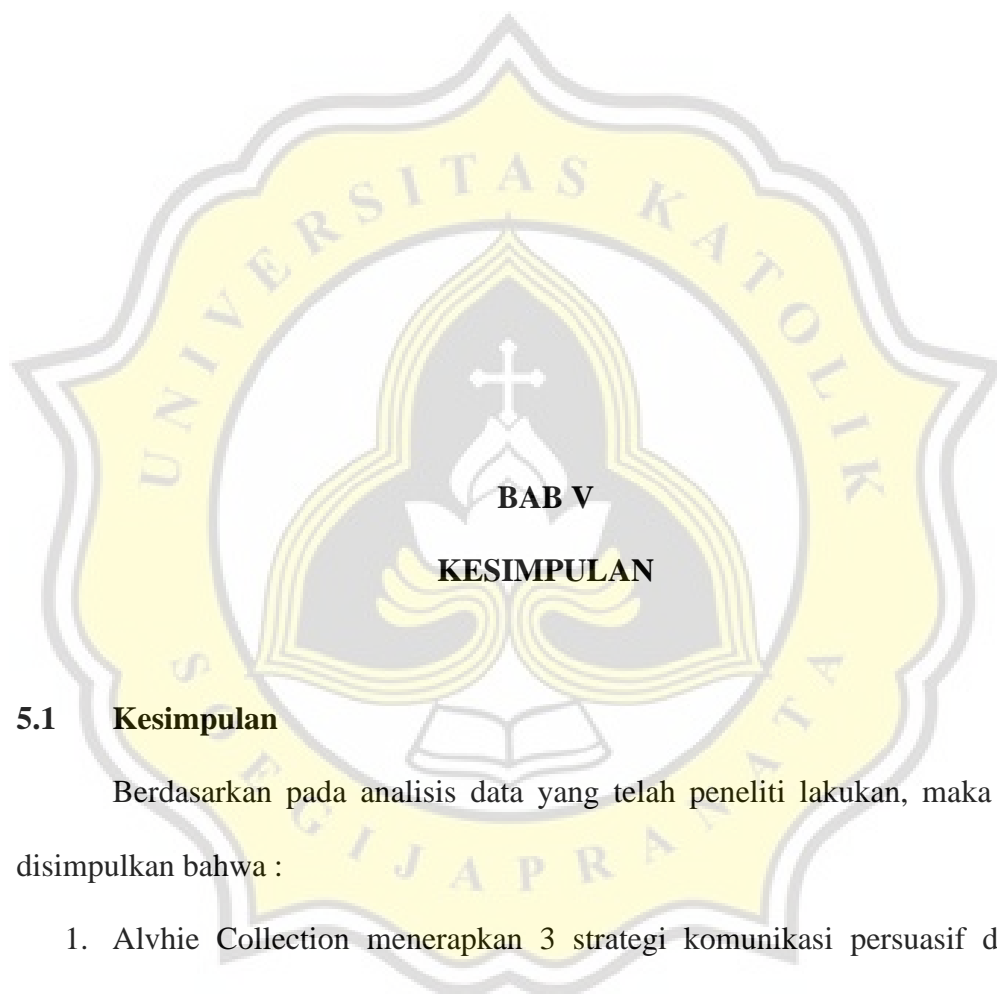 UNIVERSITAS KATOLIK
SOEGIJAPRANATA
BAB V
KESIMPULAN
5.1 Kesimpulan
Berdasarkan pada analisis data yang telah peneliti lakukan, maka
disimpulkan bahwa :
1. Alvhie Collection menerapkan 3 strategi komunikasi persuasif